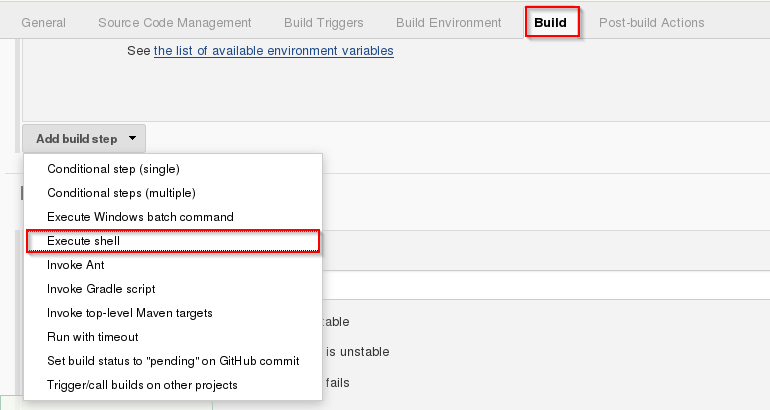 General Source Code Management Build Triggers Build Environment Build Post-build Actions
See the list of available environment variables
Add build step
Conditional step (single)
Conditional steps (multiple)
Execute Windows batch command
Execute shell
Invoke Ant
Invoke Gradle script
Invoke top-level Maven targets
table
Run with timeout
is unstable
Set build status to "pending" on GitHub commit
fails
Trigger/call builds on other projects